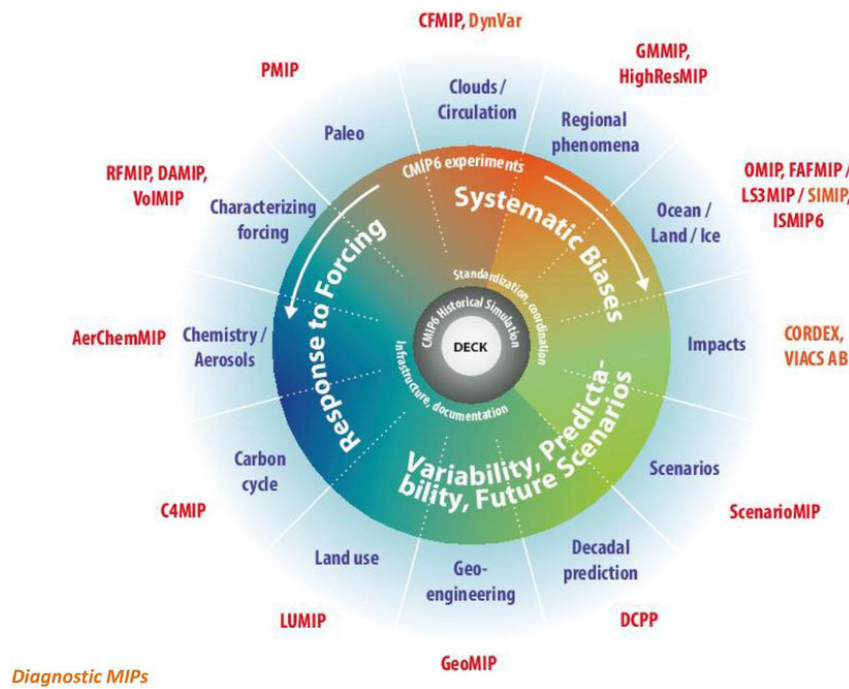 CFMIP, DynVar
GMMIP,
HighResMIP
PMIP
Clouds /
Circulation
Regional
phenomena
Paleo
CMIP6 experiments
RFMIP, DAMIP,
VolMIP
OMIP, FAFMIP /
LS3MIP / SIMIP,
ISMIP6
Characterizing
forcing
Ocean /
Land / Ice
Systematic Biases
Response to Forcing
Standardization, coordination
CMIP6 Historical Simulation
DECK
Infrastructure, documentation
AerChemMIP
Chemistry /
Aerosols
Impacts
CORDEX,
VIACS AB
Variability, Predicta-
bility, Future Scenarios
Carbon
cycle
Scenarios
C4MIP
ScenarioMIP
Land use
Geo-
engineering
Decadal
prediction
LUMIP
DCPP
GeoMIP
Diagnostic MIPs